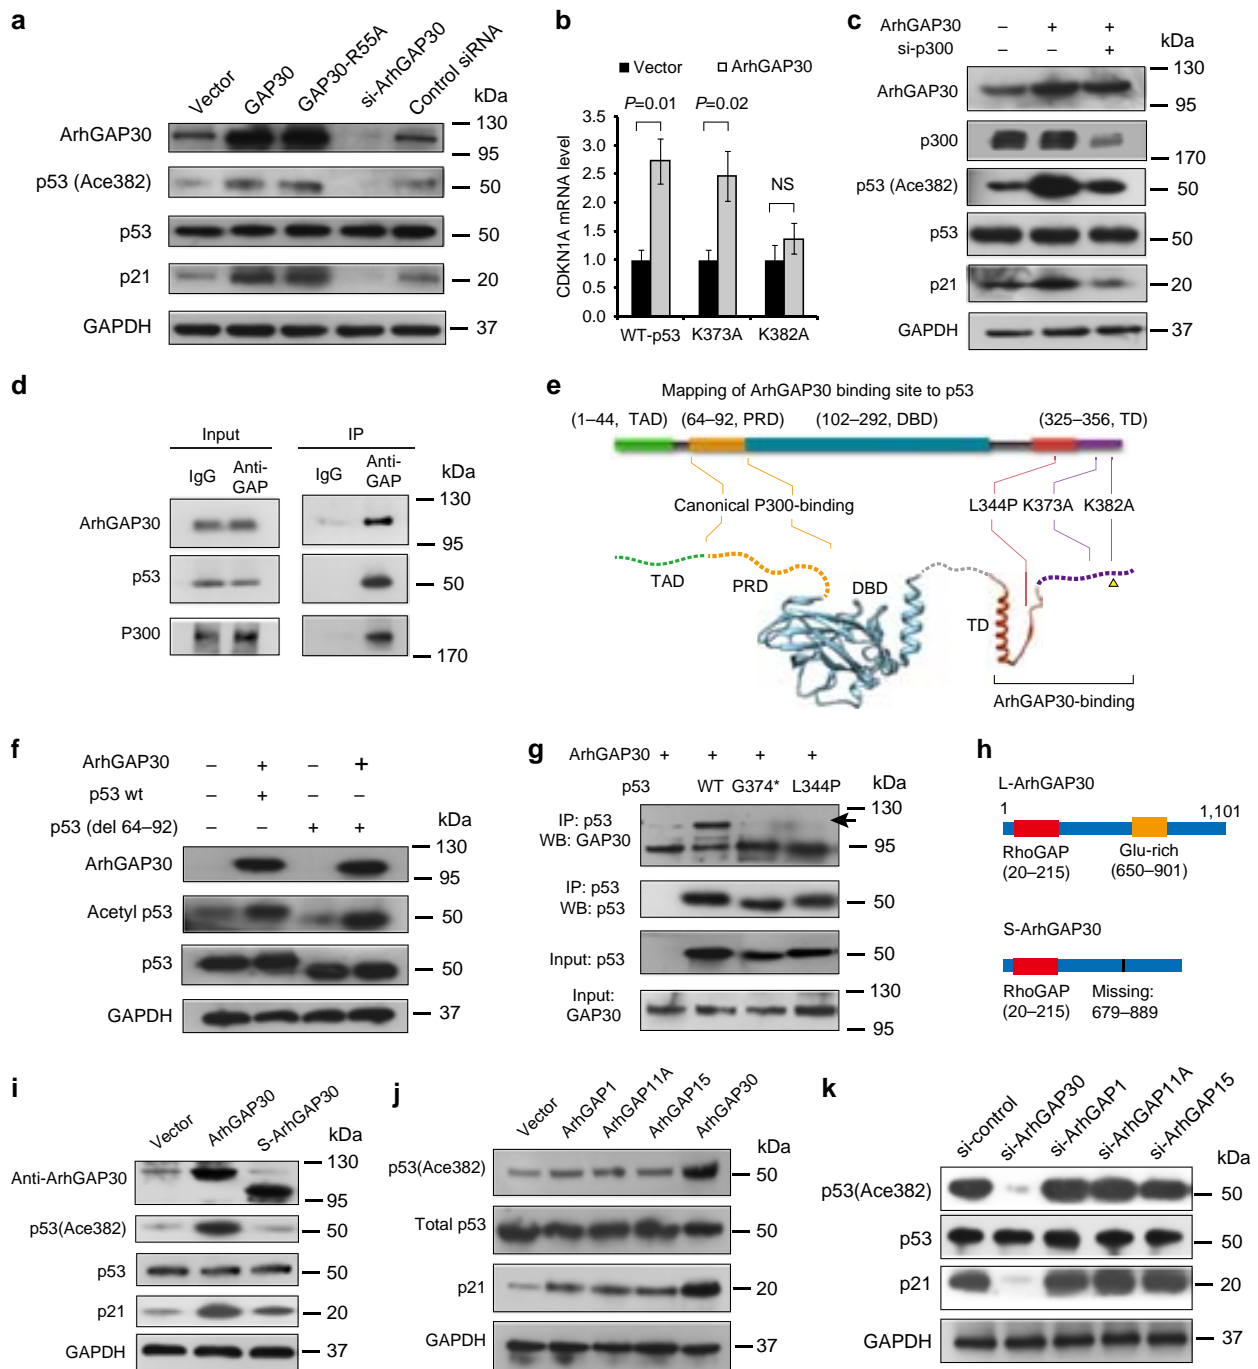 a
Vector
GAP30
GAP30-R55A
si-ArhGAP30
Control siRNA
kDa
ArhGAP30
130
95
p53 (Ace382)
50
p53
50
p21
20
GAPDH
37
b
Vector ArhGAP30
P=0.01 P=0.02
NS
CDKN1A mRNA level
3.5
3.0
2.5
2.0
1.5
1.0
0.5
0.0
WT-p53 K373A K382A
c
ArhGAP30 – + +
si-p300 – – +
kDa
ArhGAP30
130
95
p300
170
p53 (Ace382)
50
p53
50
p21
20
GAPDH
37
d
Input IP
IgG Anti-GAP IgG Anti-GAP
kDa
ArhGAP30
130
95
p53
50
P300
170
e
Mapping of ArhGAP30 binding site to p53
(1–44, TAD) (64–92, PRD) (102–292, DBD) (325–356, TD)
Canonical P300-binding
L344P K373A K382A
TAD
PRD
DBD
TD
ArhGAP30-binding
f
ArhGAP30 – + – +
p53 wt – + – –
p53 (del 64–92) – – + +
ArhGAP30
130
95
Acetyl p53
50
p53
50
GAPDH
37
g
ArhGAP30 + + + +
p53 WT G374* L344P
kDa
IP: p53
WB: GAP30
130
95
IP: p53
WB: p53
50
Input: p53
50
Input:
GAP30
130
95
h
L-ArhGAP30
1 1,101
RhoGAP
(20–215)
Glu-rich
(650–901)
S-ArhGAP30
RhoGAP
(20–215)
Missing:
679–889
i
Vector
ArhGAP30
S-ArhGAP30
kDa
Anti-ArhGAP30
130
95
p53(Ace382)
50
p53
50
p21
20
GAPDH
37
j
Vector
ArhGAP1
ArhGAP11A
ArhGAP15
ArhGAP30
kDa
p53(Ace382)
50
Total p53
50
p21
20
GAPDH
37
k
si-control
si-ArhGAP30
si-ArhGAP1
si-ArhGAP11A
si-ArhGAP15
kDa
p53(Ace382)
50
p53
50
p21
20
GAPDH
37